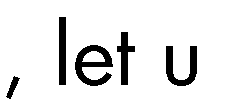 , let u